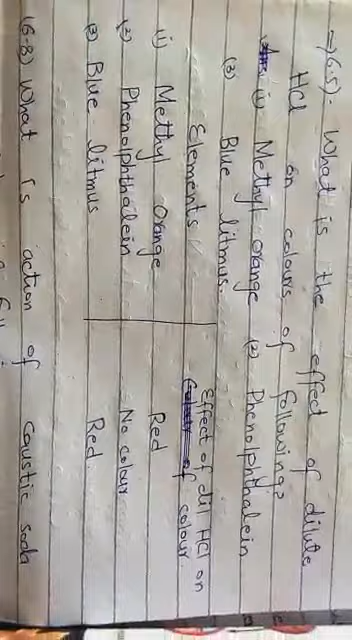 →(6.5). What is the effect of dilute
HCl on colours of followings
(i) Methyl orange (2) Phenolphthalein
(3) Blue litmus.
Elements Effect of dil HCl on
colour.
(i) Methyl Orange Red
(2) Phenolphthalein No colour
(3) Blue litmus Red.
(6.8) What is action of Caustic soda